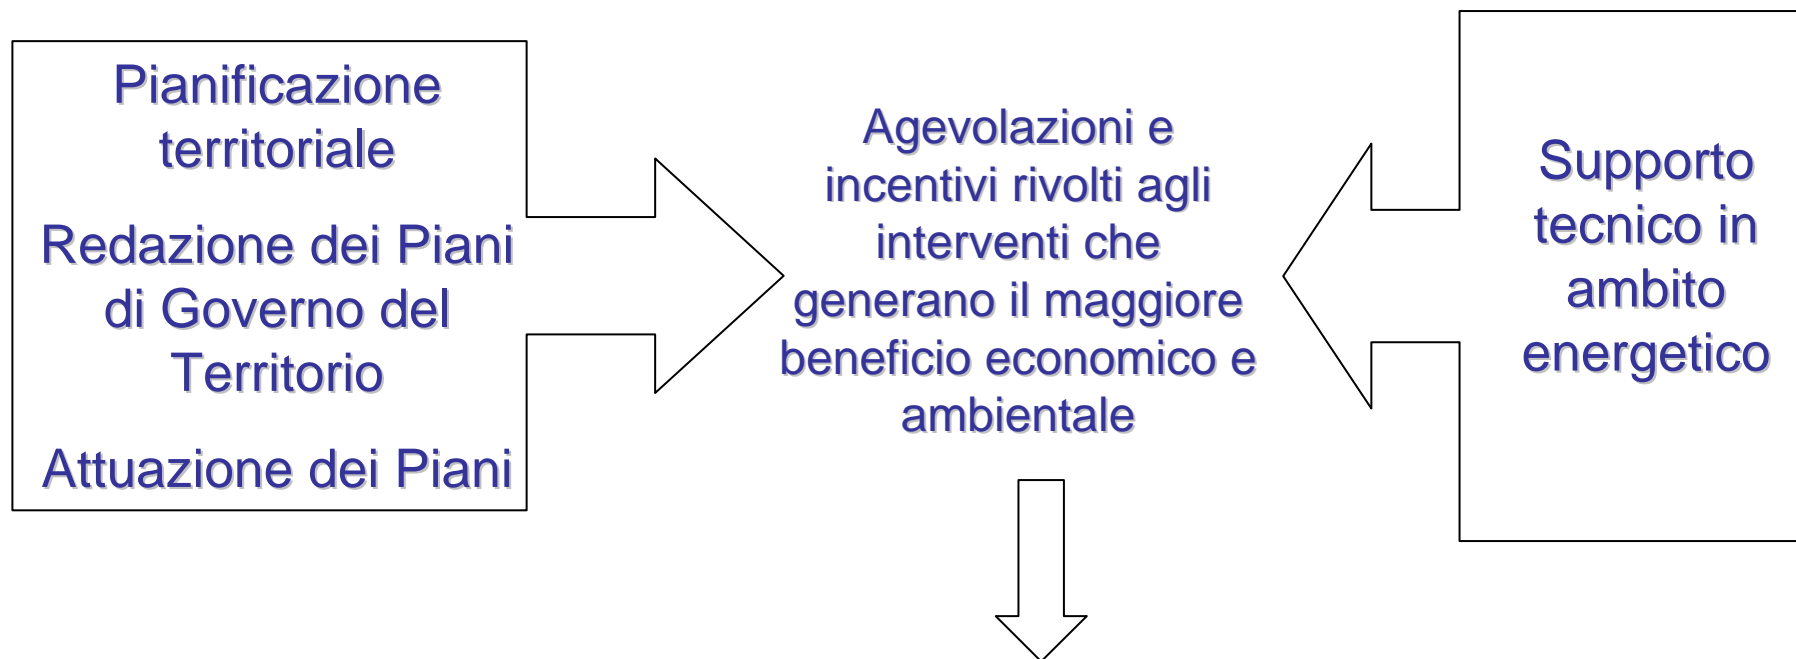 Pianificazione
territoriale
Redazione dei Piani
di Governo del
Territorio
Attuazione dei Piani
Agevolazioni e
incentivi rivolti agli
interventi che
generano il maggiore
beneficio economico e
ambientale
Supporto
tecnico in
ambito
energetico